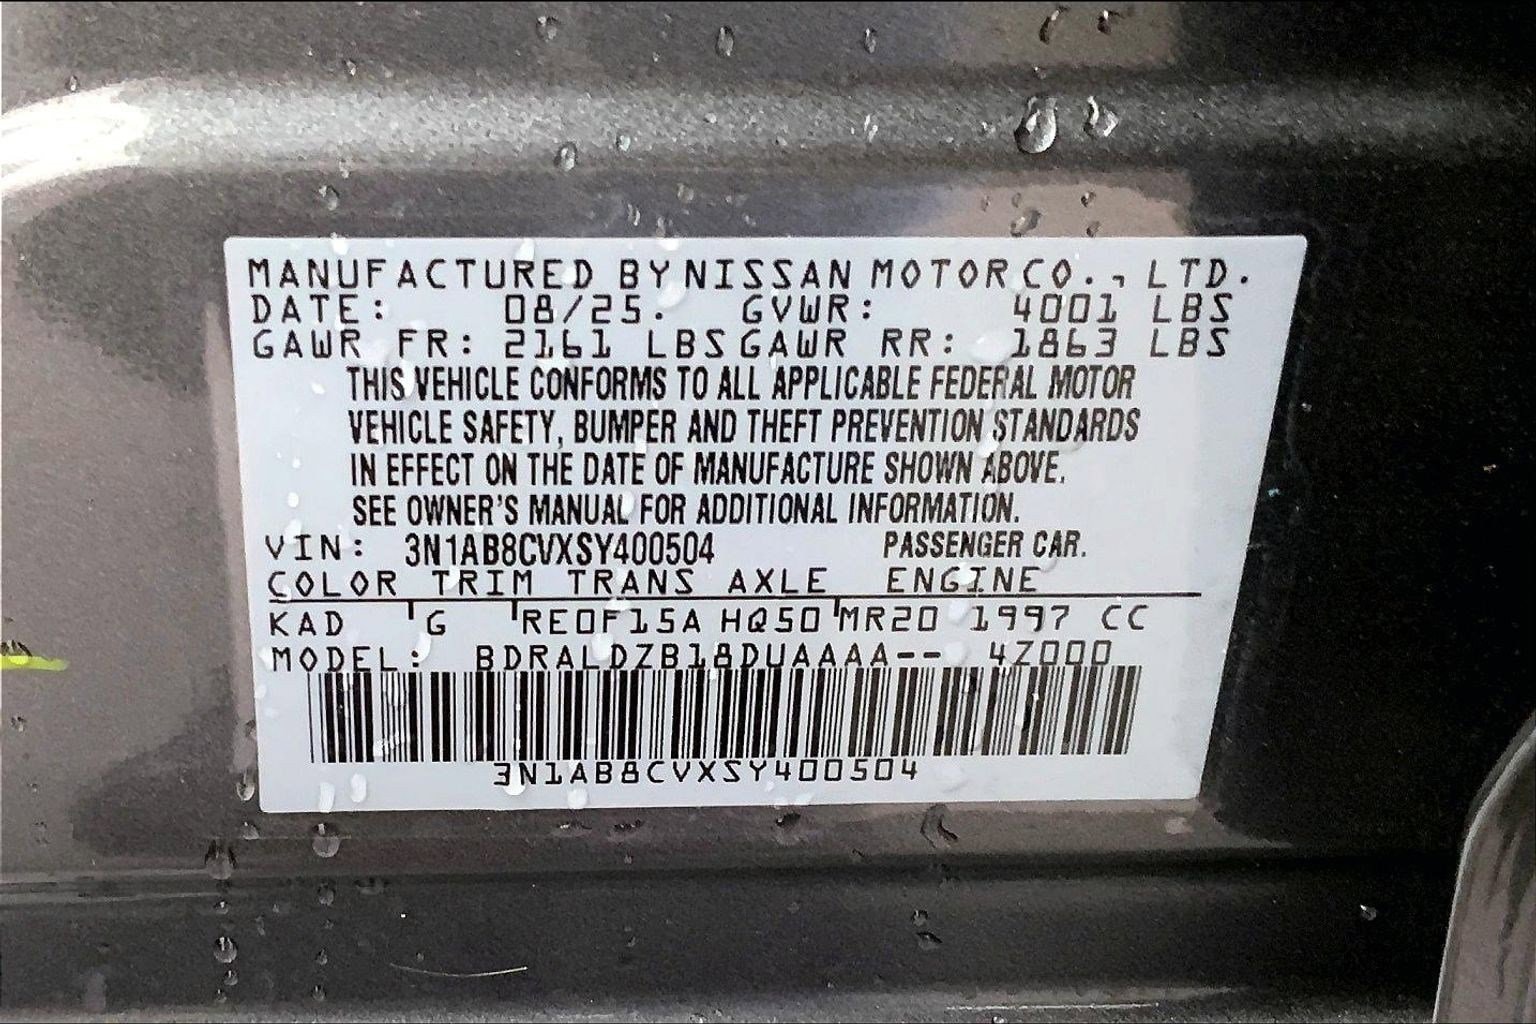 MANUFACTURED BY NISSAN MOTOR CO., LTD.
DATE: 08/25. GVWR: 4001 LBS
GAWR FR: 2161 LBS GAWR RR: 1863 LBS
THIS VEHICLE CONFORMS TO ALL APPLICABLE FEDERAL MOTOR
VEHICLE SAFETY, BUMPER AND THEFT PREVENTION STANDARDS
IN EFFECT ON THE DATE OF MANUFACTURE SHOWN ABOVE.
SEE OWNER'S MANUAL FOR ADDITIONAL INFORMATION.
VIN: 3N1AB8CVXSY400504 PASSENGER CAR.
COLOR TRIM TRANS AXLE ENGINE
KAD G RE0F15A HQ50 MR20 1997 CC
MODEL: BDRALDZB18DUAAAA-- 4Z000
3N1AB8CVXSY400504